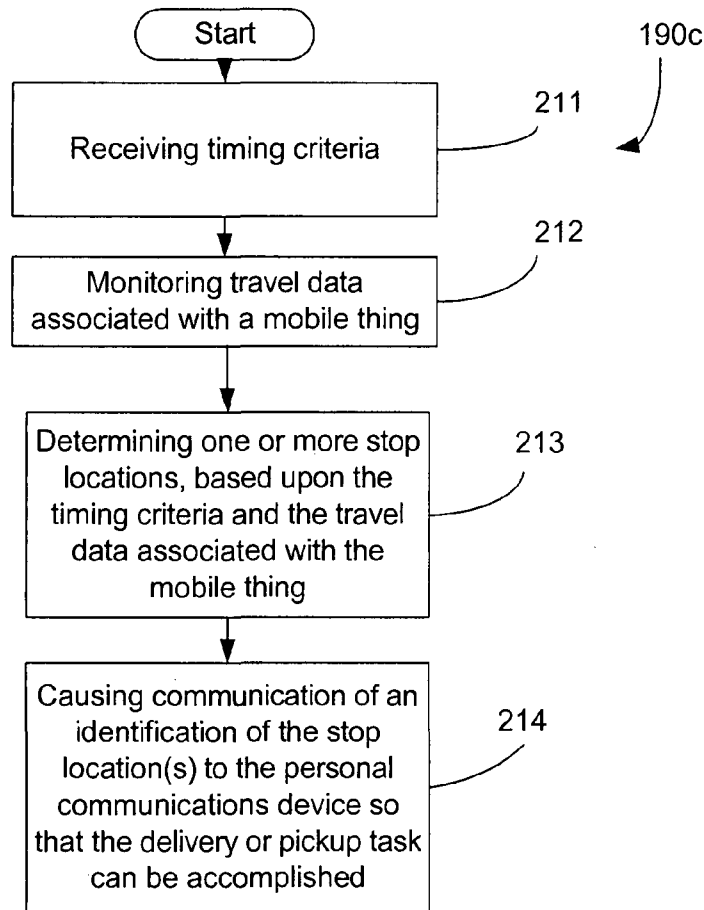 Start
190c
211
Receiving timing criteria
212
Monitoring travel data
associated with a mobile thing
Determining one or more stop
locations, based upon the
timing criteria and the travel
data associated with the
mobile thing
213
Causing communication of an
identification of the stop
location(s) to the personal
communications device so
that the delivery or pickup task
can be accomplished
214